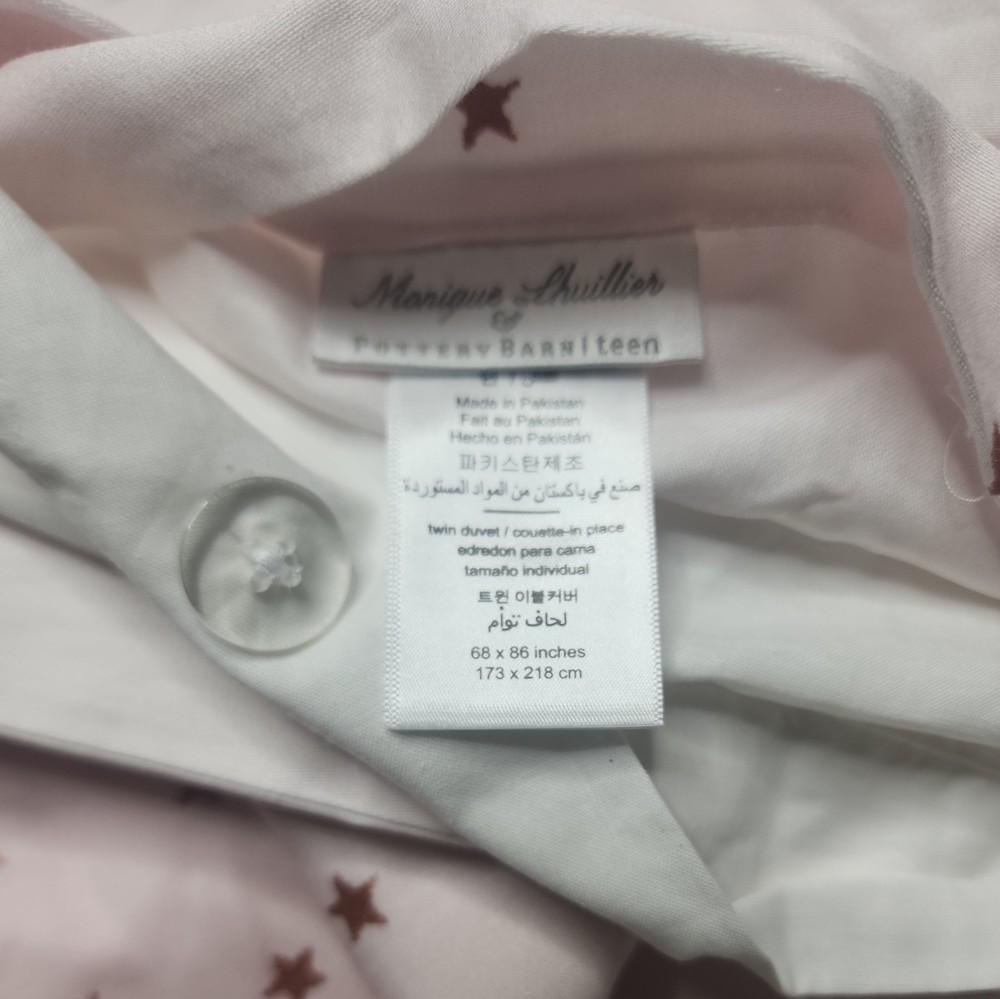 Monique Lhuillier
&
POTTERY BARN | teen
Made in Pakistan
Fait au Pakistan
Hecho en Pakistán
파키스탄제조
صنع في باكستان من المواد المستوردة
twin duvet / couette-in place
edredon para cama
tamaño individual
트윈 이불커버
لحاف توأم
68 x 86 inches
173 x 218 cm